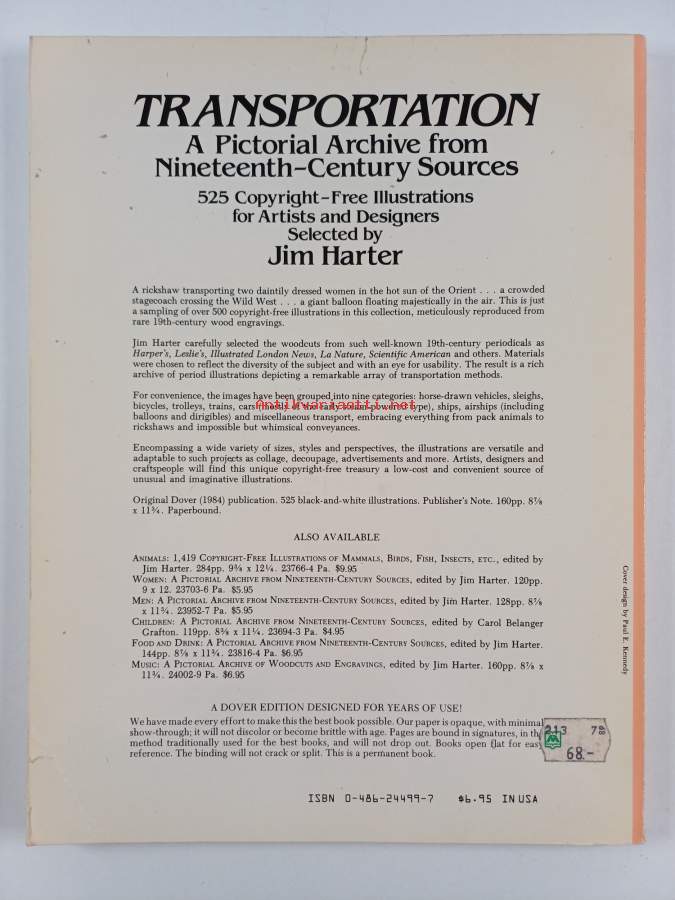 TRANSPORTATION
A Pictorial Archive from
Nineteenth-Century Sources
525 Copyright-Free Illustrations
for Artists and Designers
Selected by
Jim Harter
A rickshaw transporting two daintily dressed women in the hot sun of the Orient . . . a crowded
stagecoach crossing the Wild West . . . a giant balloon floating majestically in the air. This is just
a sampling of over 500 copyright-free illustrations in this collection, meticulously reproduced from
rare 19th-century wood engravings.
Jim Harter carefully selected the woodcuts from such well-known 19th-century periodicals as
Harper's, Leslie's, Illustrated London News, La Nature, Scientific American and others. Materials
were chosen to reflect the diversity of the subject and with an eye for usability. The result is a rich
archive of period illustrations depicting a remarkable array of transportation methods.
For convenience, the images have been grouped into nine categories: horse-drawn vehicles, sleighs,
bicycles, trolleys, trains, cars (mostly of the early steam-powered type), ships, airships (including
Antikvariaatti.net
balloons and dirigibles) and miscellaneous transport, embracing everything from pack animals to
rickshaws and impossible but whimsical conveyances.
Encompassing a wide variety of sizes, styles and perspectives, the illustrations are versatile and
adaptable to such projects as collage, decoupage, advertisements and more. Artists, designers and
craftspeople will find this unique copyright-free treasury a low-cost and convenient source of
unusual and imaginative illustrations.
Original Dover (1984) publication. 525 black-and-white illustrations. Publisher's Note. 160pp. 8⅞
x 11¾. Paperbound.
ALSO AVAILABLE
ANIMALS: 1,419 COPYRIGHT-FREE ILLUSTRATIONS OF MAMMALS, BIRDS, FISH, INSECTS, ETC., edited by
Jim Harter. 284pp. 9⅜ x 12¼. 23766-4 Pa. $9.95
WOMEN: A PICTORIAL ARCHIVE FROM NINETEENTH-CENTURY SOURCES, edited by Jim Harter. 120pp.
9 x 12. 23703-6 Pa. $5.95
MEN: A PICTORIAL ARCHIVE FROM NINETEENTH-CENTURY SOURCES, edited by Jim Harter. 128pp. 8⅞
x 11¾. 23952-7 Pa. $5.95
CHILDREN: A PICTORIAL ARCHIVE FROM NINETEENTH-CENTURY SOURCES, edited by Carol Belanger
Grafton. 119pp. 8⅜ x 11¼. 23694-3 Pa. $4.95
FOOD AND DRINK: A PICTORIAL ARCHIVE FROM NINETEENTH-CENTURY SOURCES, edited by Jim Harter.
144pp. 8⅞ x 11¾. 23816-4 Pa. $6.95
MUSIC: A PICTORIAL ARCHIVE OF WOODCUTS AND ENGRAVINGS, edited by Jim Harter. 160pp. 8⅞ x
11¾. 24002-9 Pa. $6.95
A DOVER EDITION DESIGNED FOR YEARS OF USE!
We have made every effort to make this the best book possible. Our paper is opaque, with minimal
show-through; it will not discolor or become brittle with age. Pages are bound in signatures, in the
method traditionally used for the best books, and will not drop out. Books open flat for easy
reference. The binding will not crack or split. This is a permanent book.
213
68.-
ISBN 0-486-24499-7 $6.95 IN USA
Cover design by Paul E. Kennedy